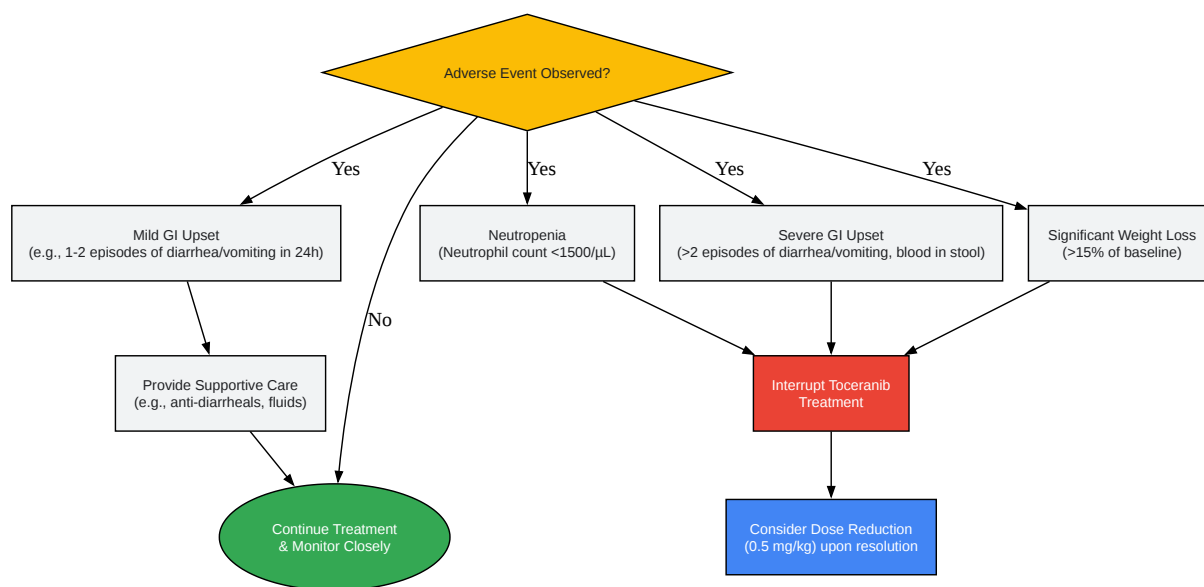 Adverse Event Observed?
Yes
Yes
Yes
Yes
Mild GI Upset
(e.g., 1-2 episodes of diarrhea/vomiting in 24h)
Neutropenia
(Neutrophil count <1500/µL)
Severe GI Upset
(>2 episodes of diarrhea/vomiting, blood in stool)
Significant Weight Loss
(>15% of baseline)
No
Provide Supportive Care
(e.g., anti-diarrheals, fluids)
Interrupt Toceranib
Treatment
Continue Treatment
& Monitor Closely
Consider Dose Reduction
(0.5 mg/kg) upon resolution